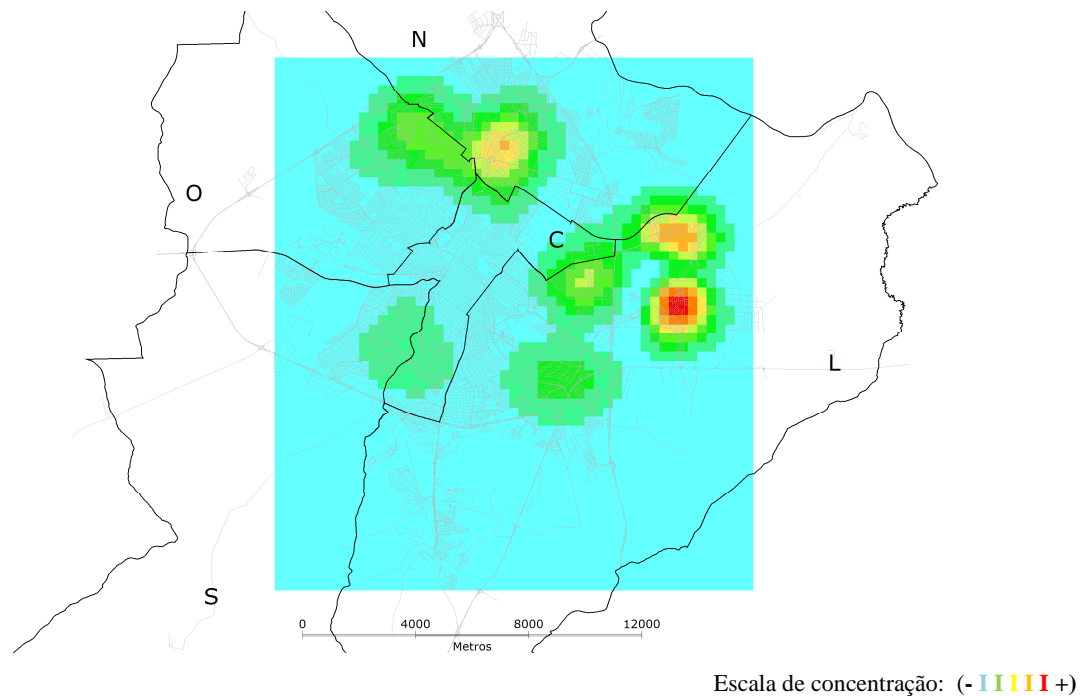 N
O
C
L
S
0 4000 8000 12000
Metros
Escala de concentração: (- I I I I I +)